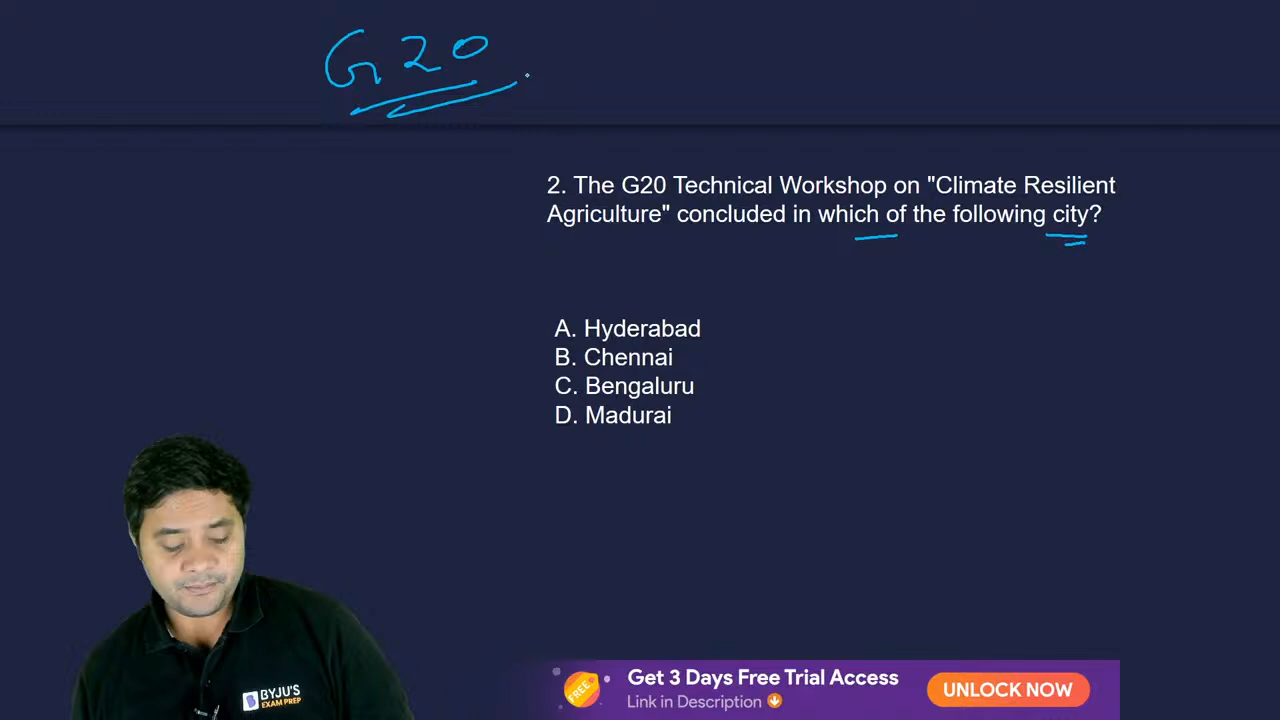 G20
2. The G20 Technical Workshop on "Climate Resilient
Agriculture" concluded in which of the following city?
A. Hyderabad
B. Chennai
C. Bengaluru
D. Madurai
BYJU'S
EXAM PREP
FREE
Get 3 Days Free Trial Access
Link in Description
UNLOCK NOW